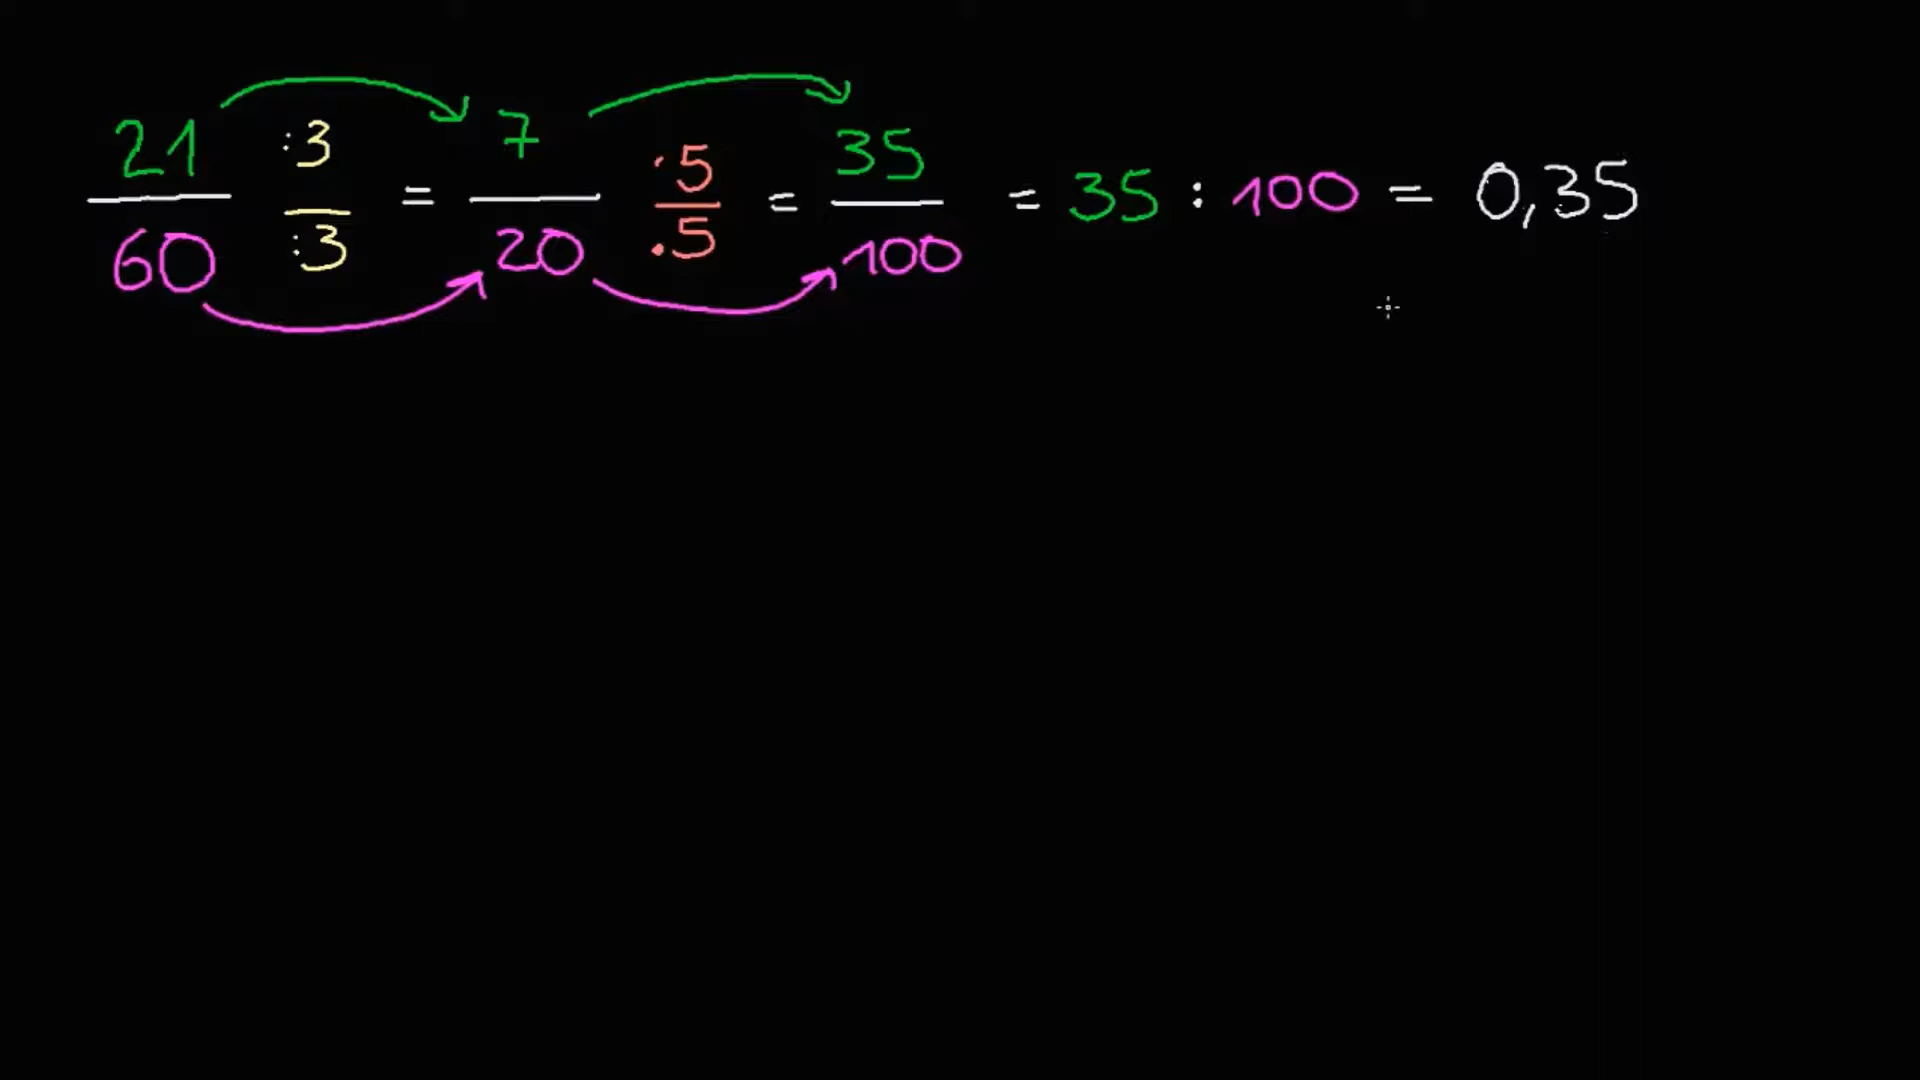 21/60 :3/:3 = 7/20 ·5/·5 = 35/100 = 35 : 100 = 0,35